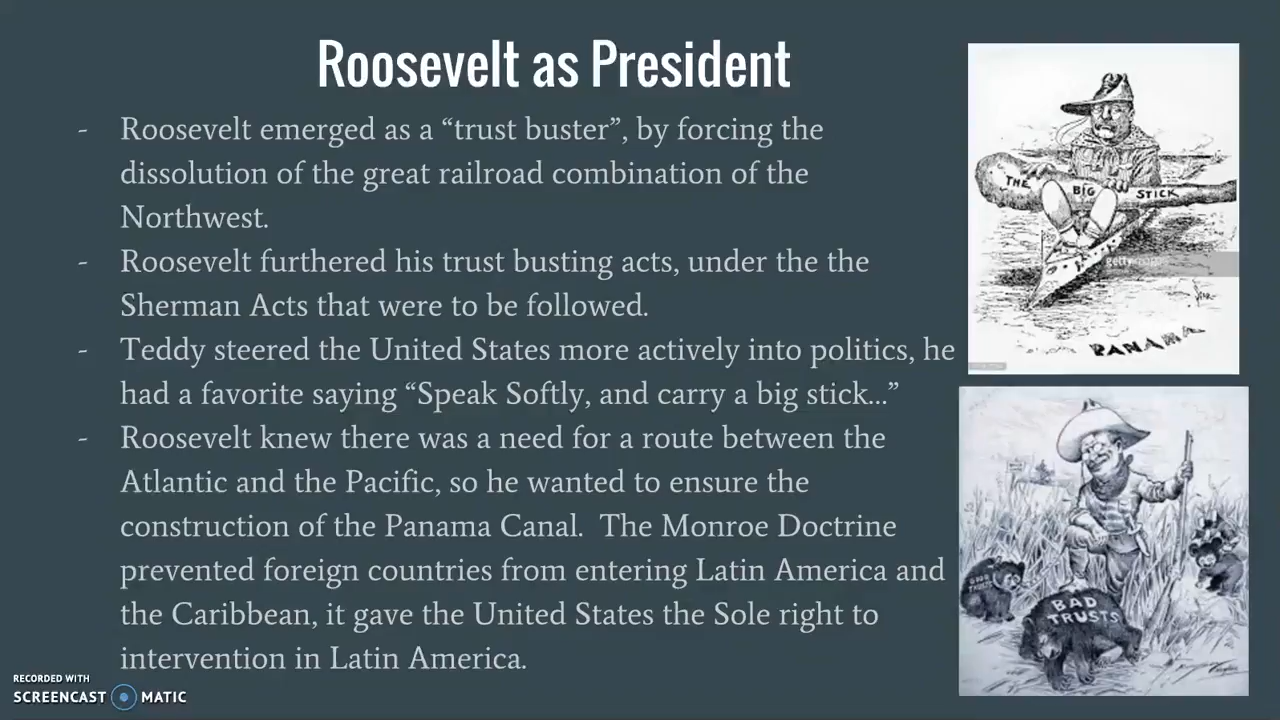 Roosevelt as President
- Roosevelt emerged as a “trust buster”, by forcing the
dissolution of the great railroad combination of the
Northwest.
- Roosevelt furthered his trust busting acts, under the the
Sherman Acts that were to be followed.
- Teddy steered the United States more actively into politics, he
had a favorite saying “Speak Softly, and carry a big stick...”
- Roosevelt knew there was a need for a route between the
Atlantic and the Pacific, so he wanted to ensure the
construction of the Panama Canal.  The Monroe Doctrine
prevented foreign countries from entering Latin America and
the Caribbean, it gave the United States the Sole right to
intervention in Latin America.
THE BIG STICK
gettyimages
PANAMA
GOOD
TRUSTS
BAD
TRUSTS
RECORDED WITH
SCREENCAST MATIC